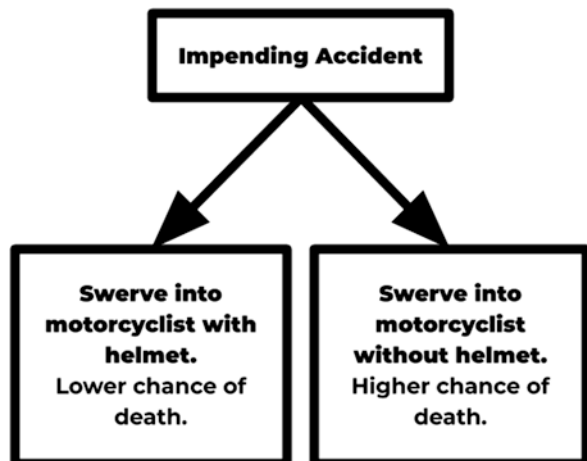 Impending Accident
Swerve into
motorcyclist with
helmet.
Lower chance of
death.
Swerve into
motorcyclist
without helmet.
Higher chance of
death.